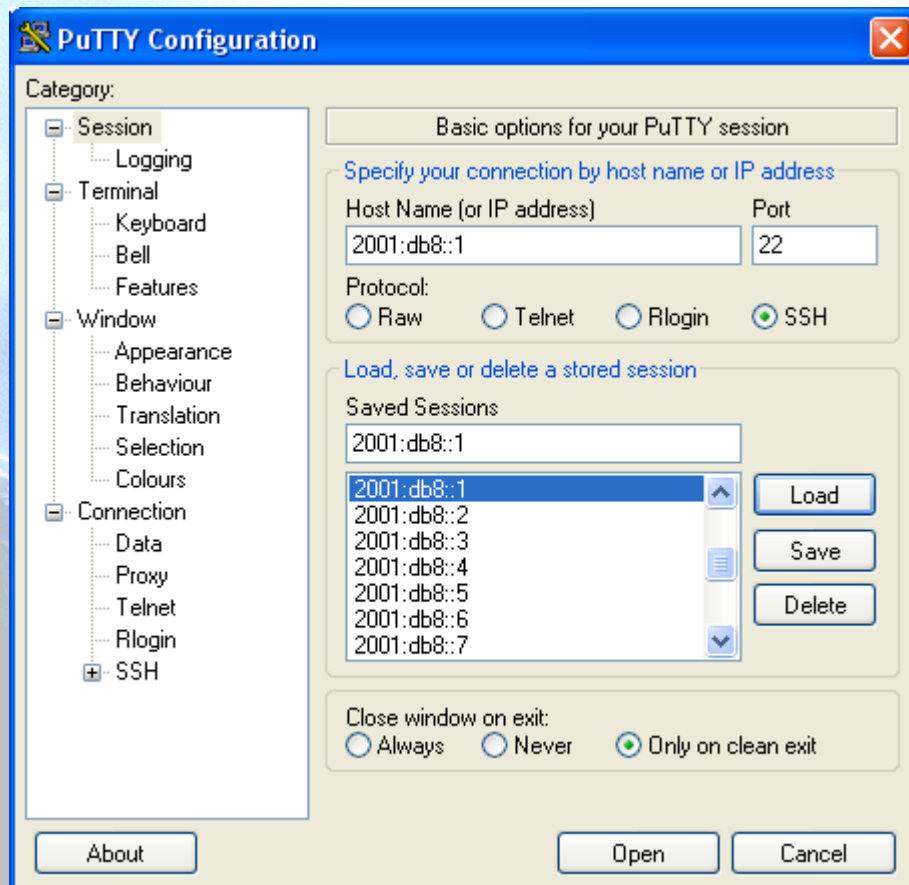 PuTTY Configuration
Category:
Session
Logging
Terminal
Keyboard
Bell
Features
Window
Appearance
Behaviour
Translation
Selection
Colours
Connection
Data
Proxy
Telnet
Rlogin
SSH
Basic options for your PuTTY session
Specify your connection by host name or IP address
Host Name (or IP address) Port
2001:db8::1 22
Protocol:
Raw Telnet Rlogin SSH
Load, save or delete a stored session
Saved Sessions
2001:db8::1
2001:db8::1
2001:db8::2
2001:db8::3
2001:db8::4
2001:db8::5
2001:db8::6
2001:db8::7
Load
Save
Delete
Close window on exit:
Always Never Only on clean exit
About Open Cancel